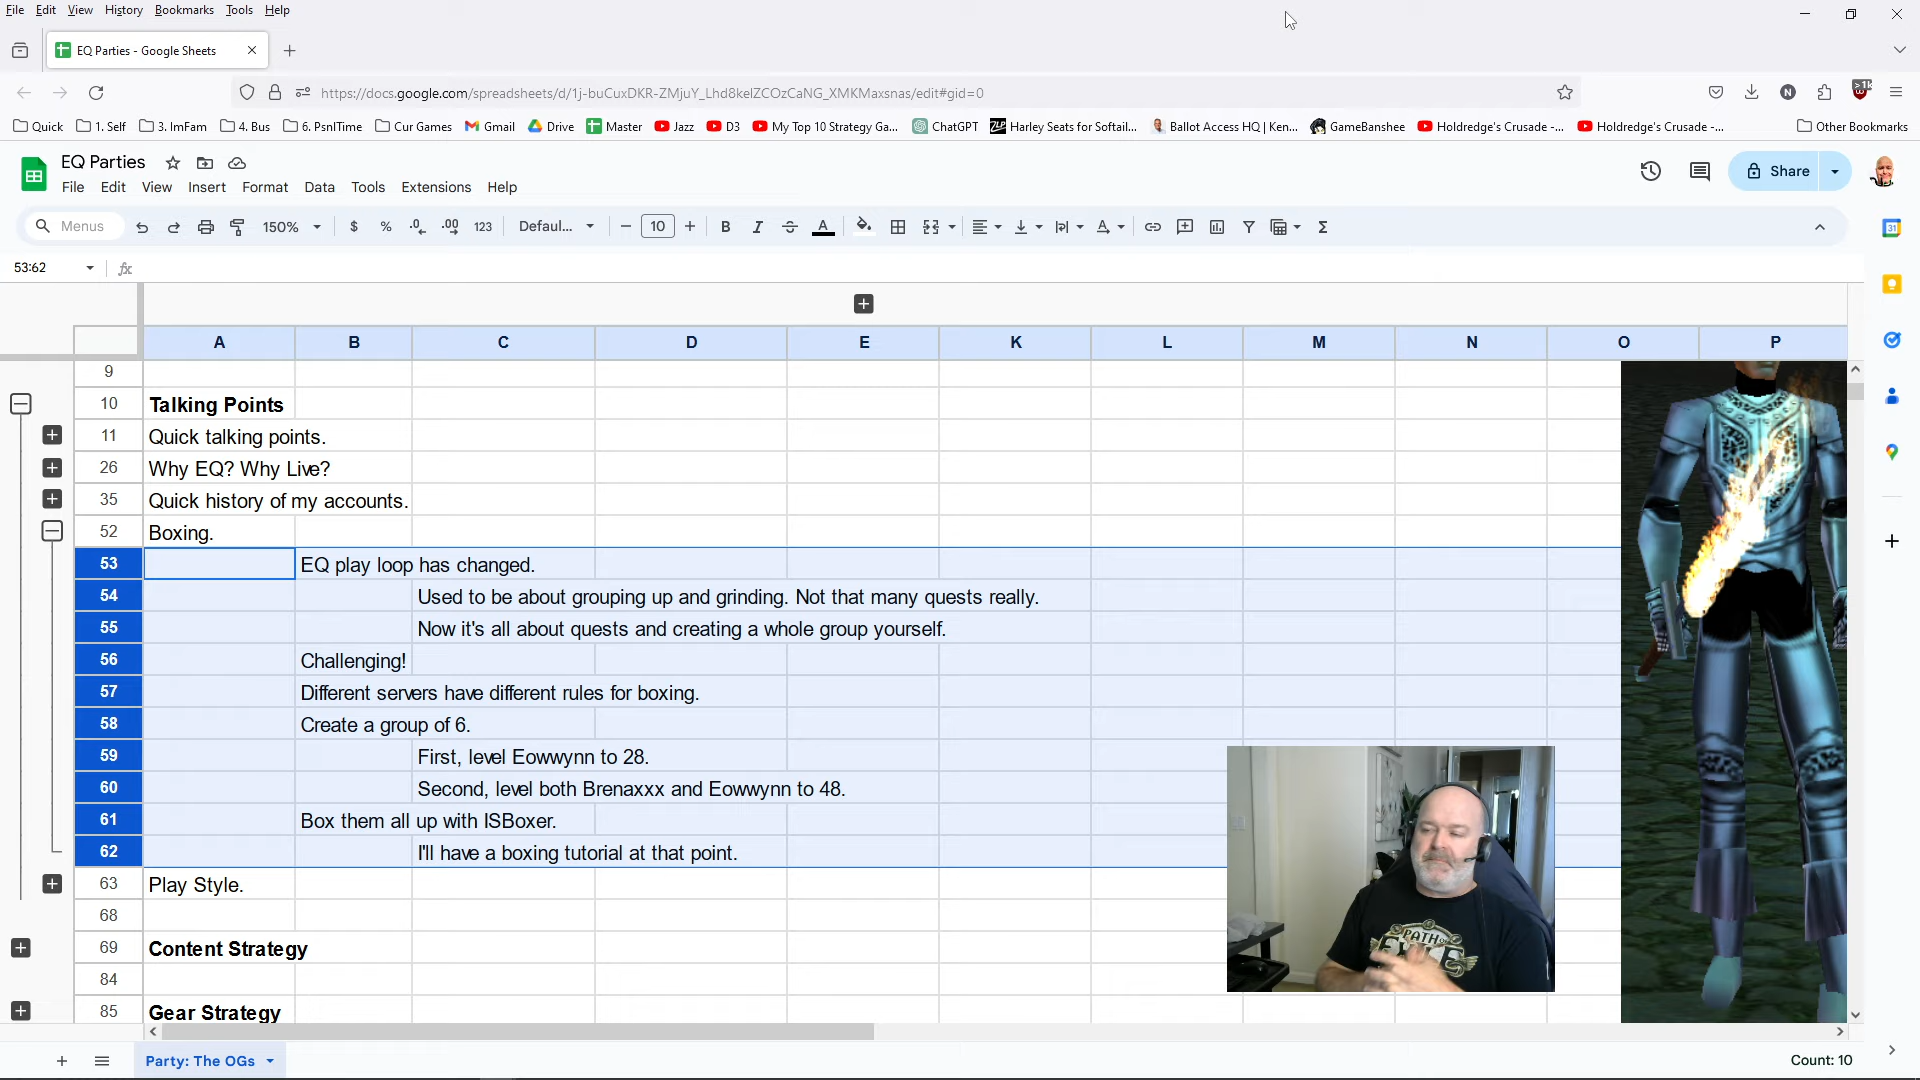 File Edit View History Bookmarks Tools Help
EQ Parties - Google Sheets
https://docs.google.com/spreadsheets/d/1j-buCuxDKR-ZMjuY_Lhd8kelZCOzCaNG_XMKMaxsnas/edit#gid=0
Quick 1. Self 3. ImFam 4. Bus 6. PsnlTime Cur Games Gmail Drive Master Jazz D3 My Top 10 Strategy Ga... ChatGPT Harley Seats for Softail... Ballot Access HQ | Ken... GameBanshee Holdredge's Crusade -... Holdredge's Crusade -... Other Bookmarks
EQ Parties
File Edit View Insert Format Data Tools Extensions Help
Share
Menus 150% $ % .0 .00 123 Defaul... 10 B I
53:62
A B C D E K L M N O P
9
10 Talking Points
11 Quick talking points.
26 Why EQ? Why Live?
35 Quick history of my accounts.
52 Boxing.
53 EQ play loop has changed.
54 Used to be about grouping up and grinding. Not that many quests really.
55 Now it's all about quests and creating a whole group yourself.
56 Challenging!
57 Different servers have different rules for boxing.
58 Create a group of 6.
59 First, level Eowwynn to 28.
60 Second, level both Brenaxxx and Eowwynn to 48.
61 Box them all up with ISBoxer.
62 I'll have a boxing tutorial at that point.
63 Play Style.
68
69 Content Strategy
84
85 Gear Strategy
PATH OF EXILE
Party: The OGs
Count: 10